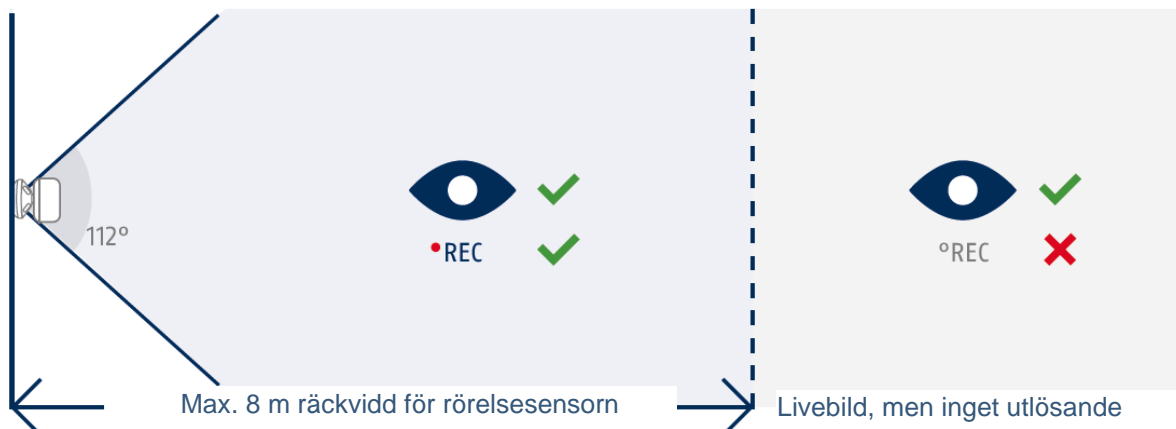 112°
•REC
°REC
Max. 8 m räckvidd för rörelsesensorn
Livebild, men inget utlösande